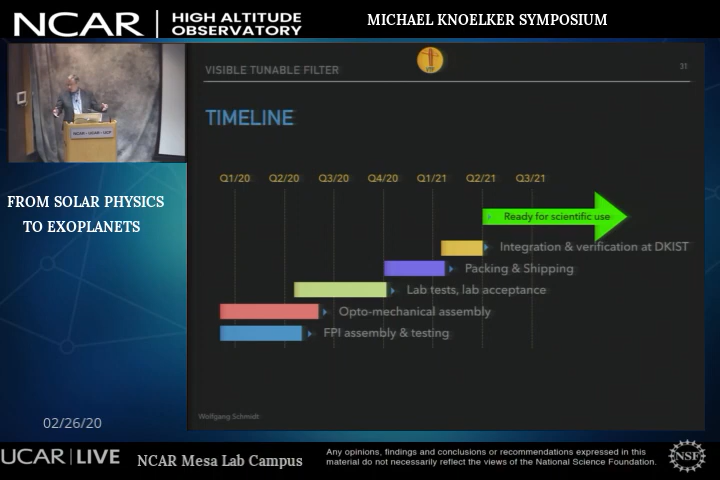 NCAR
HIGH ALTITUDE
OBSERVATORY
MICHAEL KNOELKER SYMPOSIUM
VISIBLE TUNABLE FILTER
31
TIMELINE
NCAR • UCAR • UCP
FROM SOLAR PHYSICS
TO EXOPLANETS
Q1/20 Q2/20 Q3/20 Q4/20 Q1/21 Q2/21 Q3/21
Ready for scientific use
Integration & verification at DKIST
Packing & Shipping
Lab tests, lab acceptance
Opto-mechanical assembly
FPI assembly & testing
Wolfgang Schmidt
02/26/20
UCAR | LIVE
NCAR Mesa Lab Campus
Any opinions, findings and conclusions or recommendations expressed in this
material do not necessarily reflect the views of the National Science Foundation.
NSF